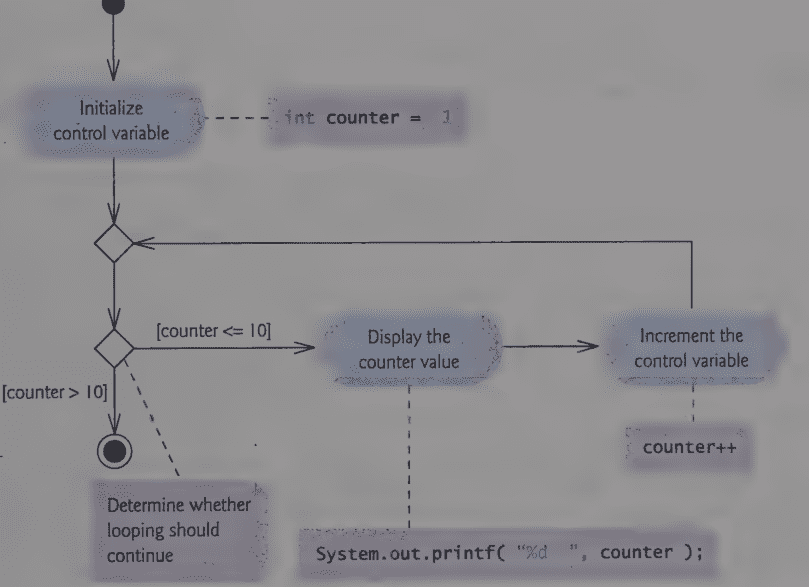 Initialize
control variable
int counter = 1
[counter <= 10]
Display the
counter value
Increment the
control variable
[counter > 10]
counter++
Determine whether
looping should
continue
System.out.printf( "%d  ", counter );